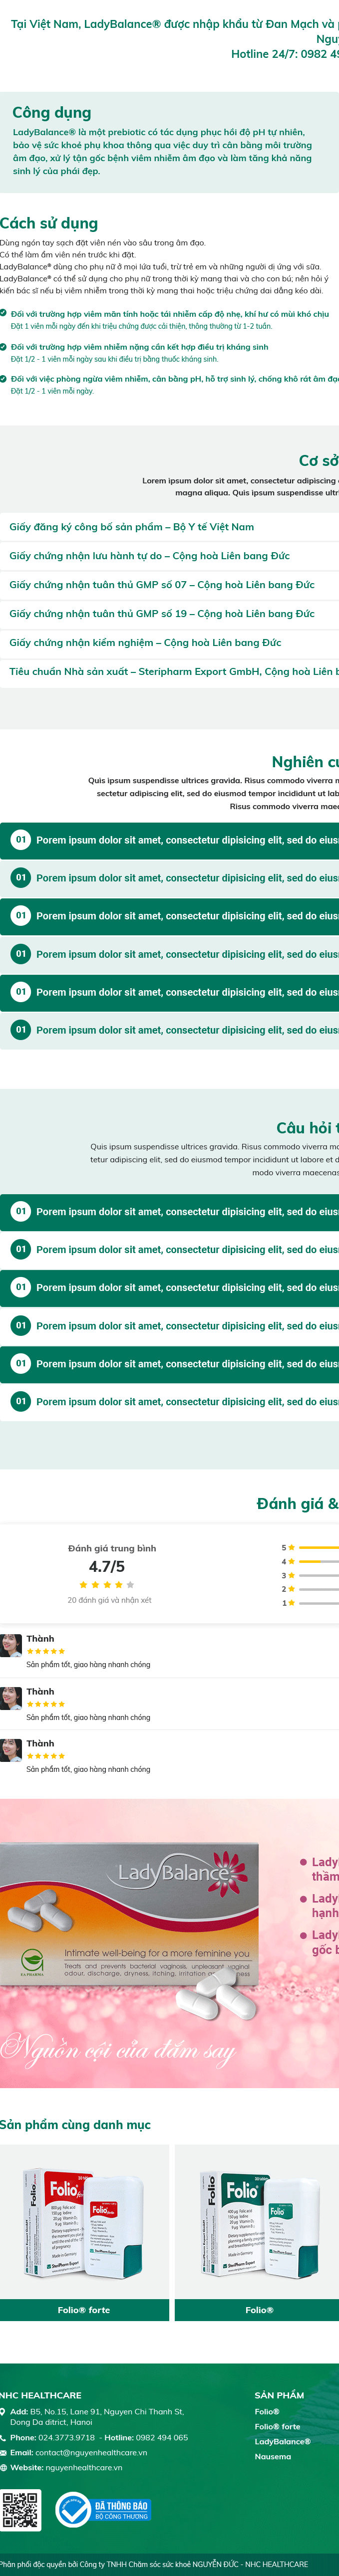 Tại Việt Nam, LadyBalance® được nhập khẩu từ Đan Mạch và
Hotline 24/7: 0982
Công dụng
LadyBalance® là một prebiotic có tác dụng phục hồi độ pH tự nhiên,
bảo vệ sức khoẻ phụ khoa thông qua việc duy trì cân bằng môi trường
âm đạo, xử lý tận gốc bệnh viêm nhiễm âm đạo và làm tăng khả năng
sinh lý của phái đẹp.
Cách sử dụng
Dùng ngón tay sạch đặt viên nén vào sâu trong âm đạo.
Có thể làm ẩm viên nén trước khi đặt.
LadyBalance® dùng cho phụ nữ ở mọi lứa tuổi, trừ trẻ em và những người dị ứng với sữa.
LadyBalance® có thể sử dụng cho phụ nữ trong thời kỳ mang thai và cho con bú; nên hỏi ý
kiến bác sĩ nếu bị viêm nhiễm trong thời kỳ mang thai hoặc triệu chứng dai dẳng kéo dài.
Đối với trường hợp viêm mãn tính hoặc tái nhiễm cấp độ nhẹ, khí hư có mùi khó chịu
Đặt 1 viên mỗi ngày đến khi triệu chứng được cải thiện, thông thường từ 1-2 tuần.
Đối với trường hợp viêm nhiễm nặng cần kết hợp điều trị kháng sinh
Đặt 1/2 - 1 viên mỗi ngày sau khi điều trị bằng thuốc kháng sinh.
Đối với việc phòng ngừa viêm nhiễm, cân bằng pH, hỗ trợ sinh lý, chống khô rát âm đạo
Đặt 1/2 - 1 viên mỗi ngày.
Cơ sở
Lorem ipsum dolor sit amet, consectetur adipiscing
magna aliqua. Quis ipsum suspendisse
Giấy đăng ký công bố sản phẩm – Bộ Y tế Việt Nam
Giấy chứng nhận lưu hành tự do – Cộng hoà Liên bang Đức
Giấy chứng nhận tuân thủ GMP số 07 – Cộng hoà Liên bang Đức
Giấy chứng nhận tuân thủ GMP số 19 – Cộng hoà Liên bang Đức
Giấy chứng nhận kiểm nghiệm – Cộng hoà Liên bang Đức
Tiêu chuẩn Nhà sản xuất – Steripharm Export GmbH, Cộng hoà Liên
Nghiên
Quis ipsum suspendisse ultrices gravida. Risus commodo viverra
sectetur adipiscing elit, sed do eiusmod tempor incididunt ut
Risus commodo viverra
01 Porem ipsum dolor sit amet, consectetur dipisicing elit, sed do
01 Porem ipsum dolor sit amet, consectetur dipisicing elit, sed do
01 Porem ipsum dolor sit amet, consectetur dipisicing elit, sed do
01 Porem ipsum dolor sit amet, consectetur dipisicing elit, sed do
01 Porem ipsum dolor sit amet, consectetur dipisicing elit, sed do
01 Porem ipsum dolor sit amet, consectetur dipisicing elit, sed do
Câu hỏi
Quis ipsum suspendisse ultrices gravida. Risus commodo viverra
tetur adipiscing elit, sed do eiusmod tempor incididunt ut labore et
modo viverra maecenas
01 Porem ipsum dolor sit amet, consectetur dipisicing elit, sed do
01 Porem ipsum dolor sit amet, consectetur dipisicing elit, sed do
01 Porem ipsum dolor sit amet, consectetur dipisicing elit, sed do
01 Porem ipsum dolor sit amet, consectetur dipisicing elit, sed do
01 Porem ipsum dolor sit amet, consectetur dipisicing elit, sed do
01 Porem ipsum dolor sit amet, consectetur dipisicing elit, sed do
Đánh giá &
Đánh giá trung bình
4.7/5
20 đánh giá và nhận xét
5
4
3
2
1
Thành
Sản phẩm tốt, giao hàng nhanh chóng
Thành
Sản phẩm tốt, giao hàng nhanh chóng
Thành
Sản phẩm tốt, giao hàng nhanh chóng
LadyBalance
Intimate well-being for a more feminine you
Treats and prevents bacterial vaginosis, unpleasant vaginal
odour, discharge, dryness, itching, irritation
Lady
thầm
Lady
hạnh
Lady
gốc
Nguồn cội của đắm say
Sản phẩm cùng danh mục
Folio forte
Folio
Folio® forte
Folio®
NHC HEALTHCARE
Add: B5, No.15, Lane 91, Nguyen Chi Thanh St,
Dong Da ditrict, Hanoi
Phone: 024.3773.9718 - Hotline: 0982 494 065
Email: contact@nguyenhealthcare.vn
Website: nguyenhealthcare.vn
SẢN PHẨM
Folio®
Folio® forte
LadyBalance®
Nausema
ĐÃ THÔNG BÁO
BỘ CÔNG THƯƠNG
Phân phối độc quyền bởi Công ty TNHH Chăm sóc sức khoẻ NGUYỄN ĐỨC - NHC HEALTHCARE